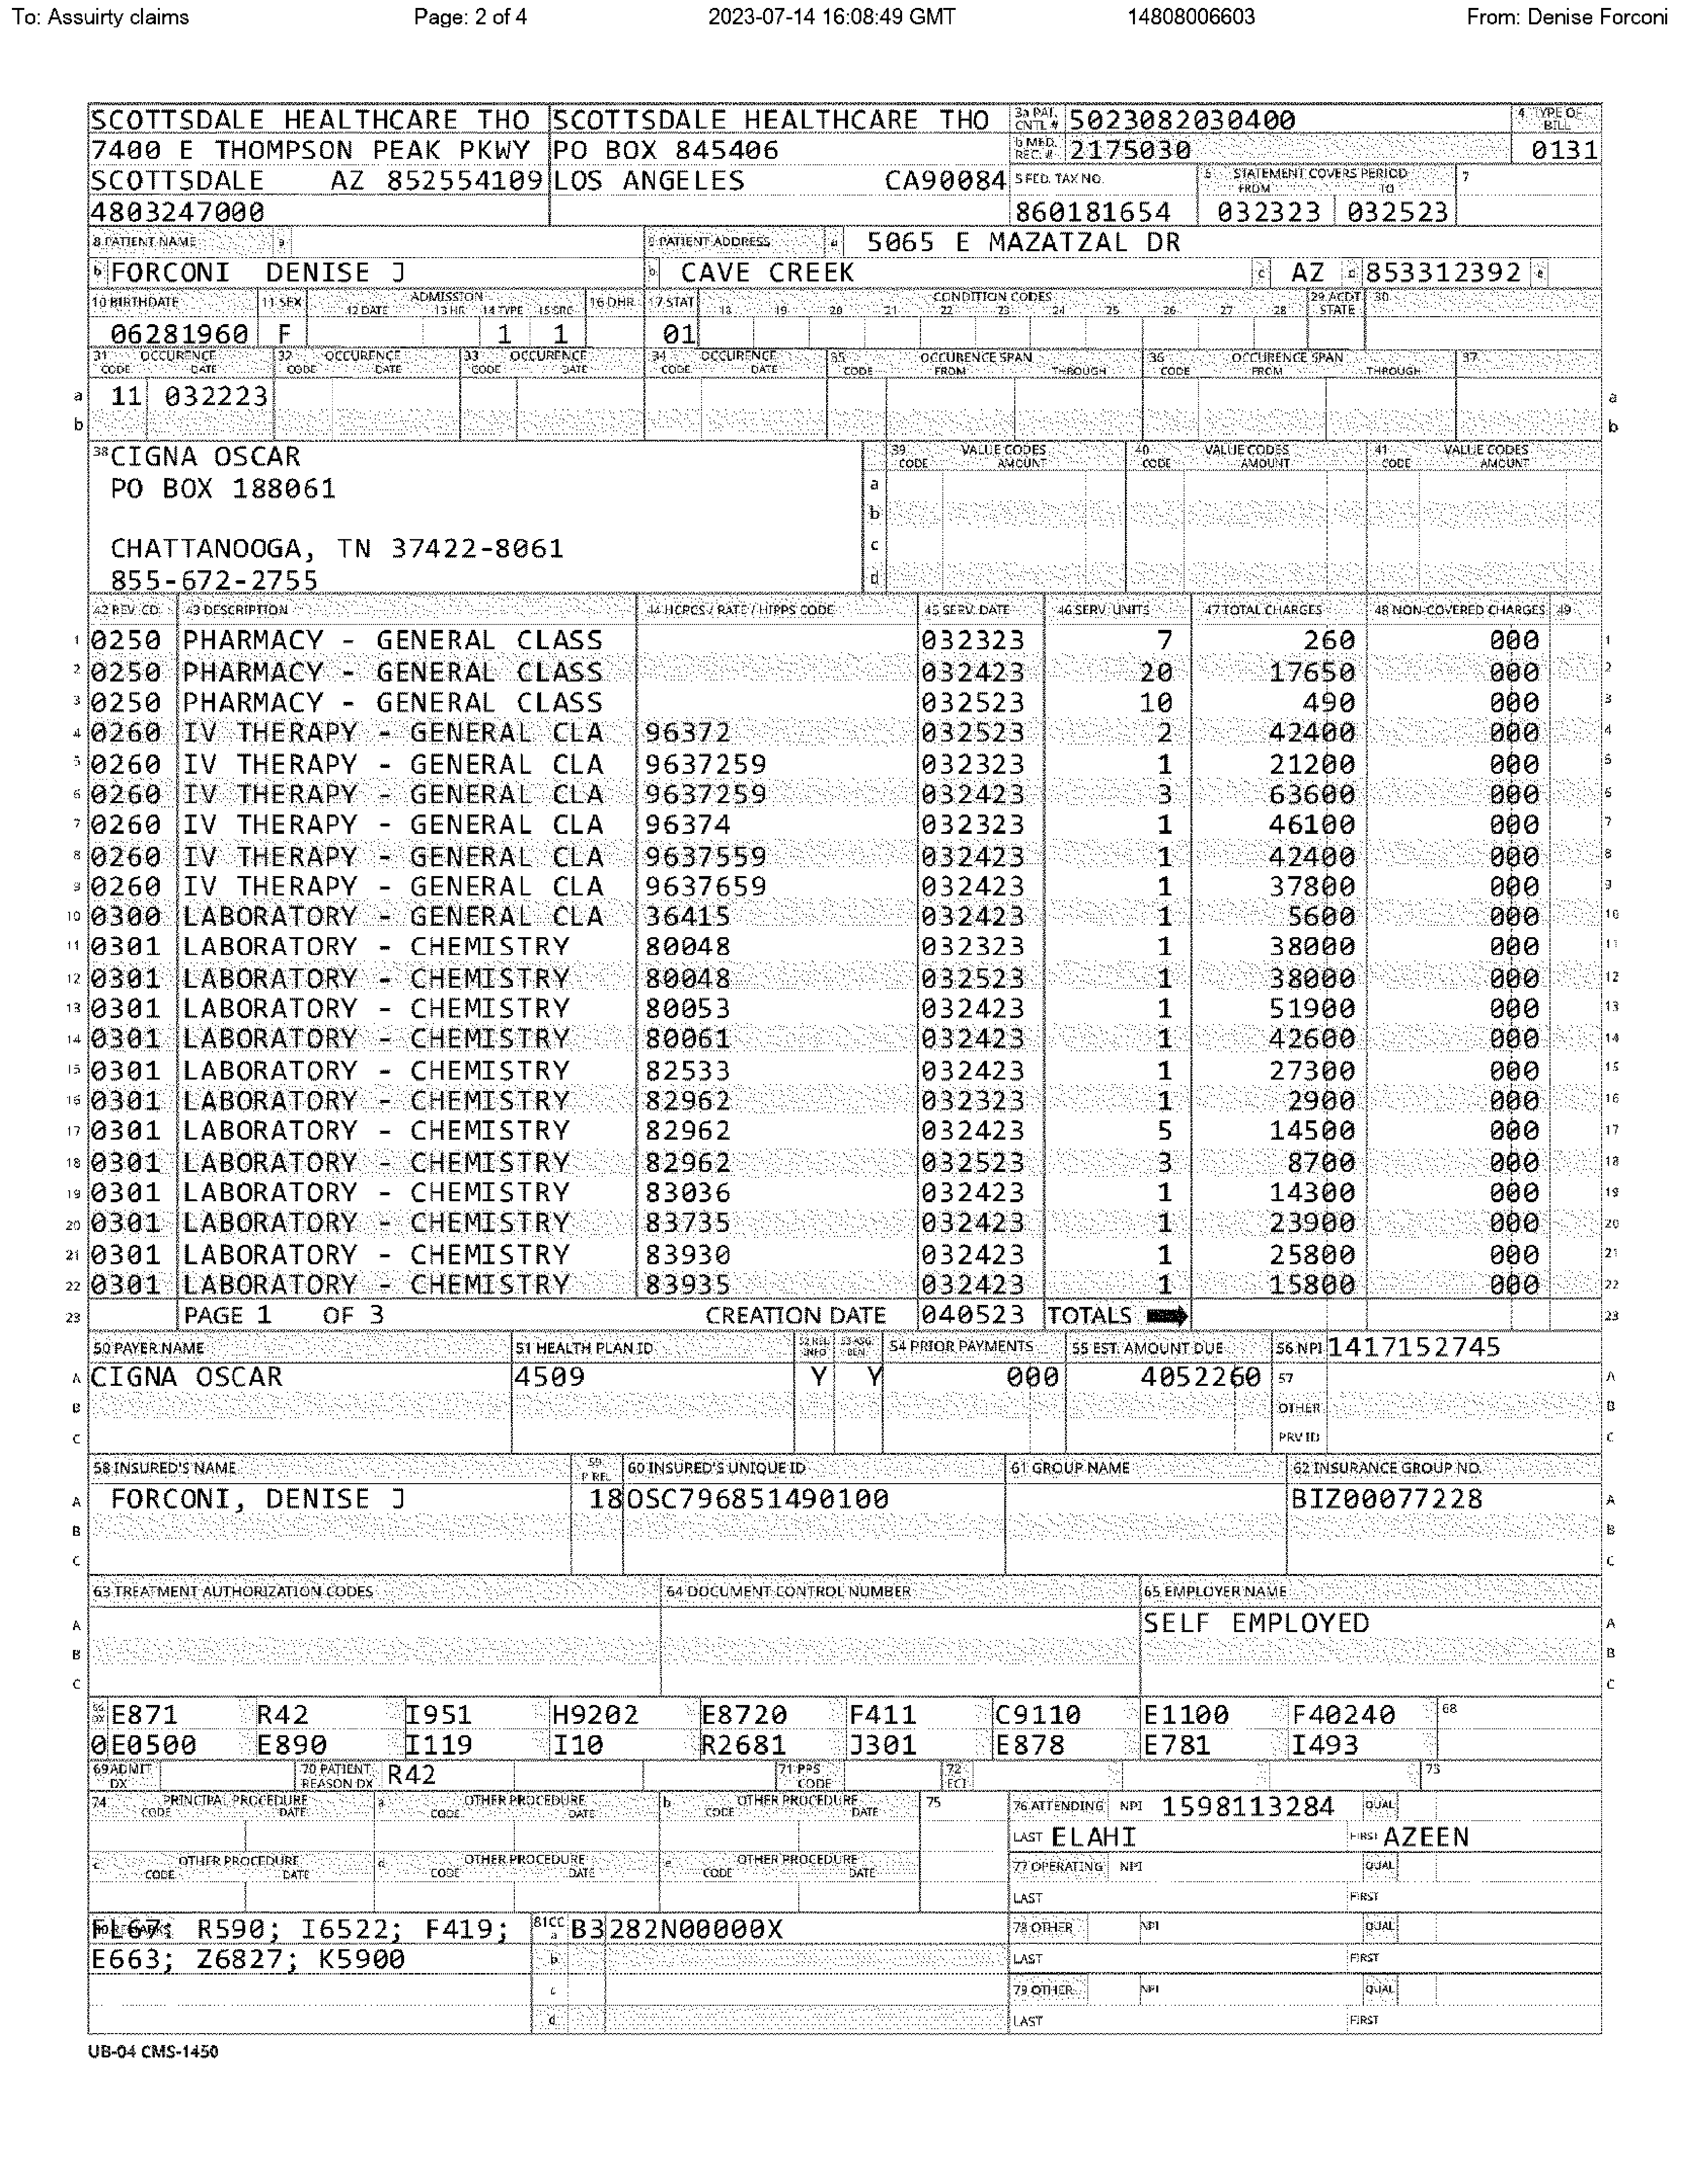 To: Assuirty claims Page: 2 of 4 2023-07-14 16:08:49 GMT 14808006603 From: Denise Forconi
SCOTTSDALE HEALTHCARE THO SCOTTSDALE HEALTHCARE THO 3a PAT. CNTL # 5023082030400 4 TYPE OF BILL
7400 E THOMPSON PEAK PKWY PO BOX 845406 b MED. REC. # 2175030 0131
SCOTTSDALE AZ 852554109 LOS ANGELES CA90084 5 FED. TAX NO. 6 STATEMENT COVERS PERIOD FROM TO 7
4803247000 860181654 032323 032523
8 PATIENT NAME a 9 PATIENT ADDRESS a 5065 E MAZATZAL DR
b FORCONI DENISE J b CAVE CREEK c AZ d 853312392 e
10 BIRTHDATE 11 SEX ADMISSION 12 DATE 13 HR 14 TYPE 15 SRC 16 DHR 17 STAT CONDITION CODES 18 19 20 21 22 23 24 25 26 27 28 29 ACDT STATE 30
06281960 F 1 1 01
31 OCCURENCE CODE DATE 32 OCCURENCE CODE DATE 33 OCCURENCE CODE DATE 34 OCCURENCE CODE DATE 35 OCCURENCE SPAN CODE FROM THROUGH 36 OCCURENCE SPAN CODE FROM THROUGH 37
a 11 032223 a
b b
38 CIGNA OSCAR 39 VALUE CODES CODE AMOUNT 40 VALUE CODES CODE AMOUNT 41 VALUE CODES CODE AMOUNT
PO BOX 188061 a
b
CHATTANOOGA, TN 37422-8061 c
855-672-2755 d
42 REV. CD. 43 DESCRIPTION 44 HCPCS / RATE / HIPPS CODE 45 SERV. DATE 46 SERV. UNITS 47 TOTAL CHARGES 48 NON-COVERED CHARGES 49
1 0250 PHARMACY - GENERAL CLASS 032323 7 260 000 1
2 0250 PHARMACY - GENERAL CLASS 032423 20 17650 000 2
3 0250 PHARMACY - GENERAL CLASS 032523 10 490 000 3
4 0260 IV THERAPY - GENERAL CLA 96372 032523 2 42400 000 4
5 0260 IV THERAPY - GENERAL CLA 9637259 032323 1 21200 000 5
6 0260 IV THERAPY - GENERAL CLA 9637259 032423 3 63600 000 6
7 0260 IV THERAPY - GENERAL CLA 96374 032323 1 46100 000 7
8 0260 IV THERAPY - GENERAL CLA 9637559 032423 1 42400 000 8
9 0260 IV THERAPY - GENERAL CLA 9637659 032423 1 37800 000 9
10 0300 LABORATORY - GENERAL CLA 36415 032423 1 5600 000 10
11 0301 LABORATORY - CHEMISTRY 80048 032323 1 38000 000 11
12 0301 LABORATORY - CHEMISTRY 80048 032523 1 38000 000 12
13 0301 LABORATORY - CHEMISTRY 80053 032423 1 51900 000 13
14 0301 LABORATORY - CHEMISTRY 80061 032423 1 42600 000 14
15 0301 LABORATORY - CHEMISTRY 82533 032423 1 27300 000 15
16 0301 LABORATORY - CHEMISTRY 82962 032323 1 2900 000 16
17 0301 LABORATORY - CHEMISTRY 82962 032423 5 14500 000 17
18 0301 LABORATORY - CHEMISTRY 82962 032523 3 8700 000 18
19 0301 LABORATORY - CHEMISTRY 83036 032423 1 14300 000 19
20 0301 LABORATORY - CHEMISTRY 83735 032423 1 23900 000 20
21 0301 LABORATORY - CHEMISTRY 83930 032423 1 25800 000 21
22 0301 LABORATORY - CHEMISTRY 83935 032423 1 15800 000 22
23 PAGE 1 OF 3 CREATION DATE 040523 TOTALS 23
50 PAYER NAME 51 HEALTH PLAN ID 52 REL. INFO 53 ASG. BEN. 54 PRIOR PAYMENTS 55 EST. AMOUNT DUE 56 NPI 1417152745
A CIGNA OSCAR 4509 Y Y 000 4052260 57 A
B OTHER B
C PRV ID C
58 INSURED'S NAME 59 P. REL. 60 INSURED'S UNIQUE ID 61 GROUP NAME 62 INSURANCE GROUP NO.
A FORCONI, DENISE J 18 OSC796851490100 BIZ00077228 A
B B
C C
63 TREATMENT AUTHORIZATION CODES 64 DOCUMENT CONTROL NUMBER 65 EMPLOYER NAME
A SELF EMPLOYED A
B B
C C
66 DX E871 R42 I951 H9202 E8720 F411 C9110 E1100 F40240 68
0 E0500 E890 I119 I10 R2681 J301 E878 E781 I493
69 ADMIT DX 70 PATIENT REASON DX R42 71 PPS CODE 72 ECI 73
74 PRINCIPAL PROCEDURE CODE DATE a OTHER PROCEDURE CODE DATE b OTHER PROCEDURE CODE DATE 75 76 ATTENDING NPI 1598113284 QUAL
LAST ELAHI FIRST AZEEN
c OTHER PROCEDURE CODE DATE d OTHER PROCEDURE CODE DATE e OTHER PROCEDURE CODE DATE 77 OPERATING NPI QUAL
LAST FIRST
FL67; R590; I6522; F419; 81CC a B3 282N00000X 78 OTHER NPI QUAL
E663; Z6827; K5900 b LAST FIRST
c 79 OTHER NPI QUAL
d LAST FIRST
UB-04 CMS-1450